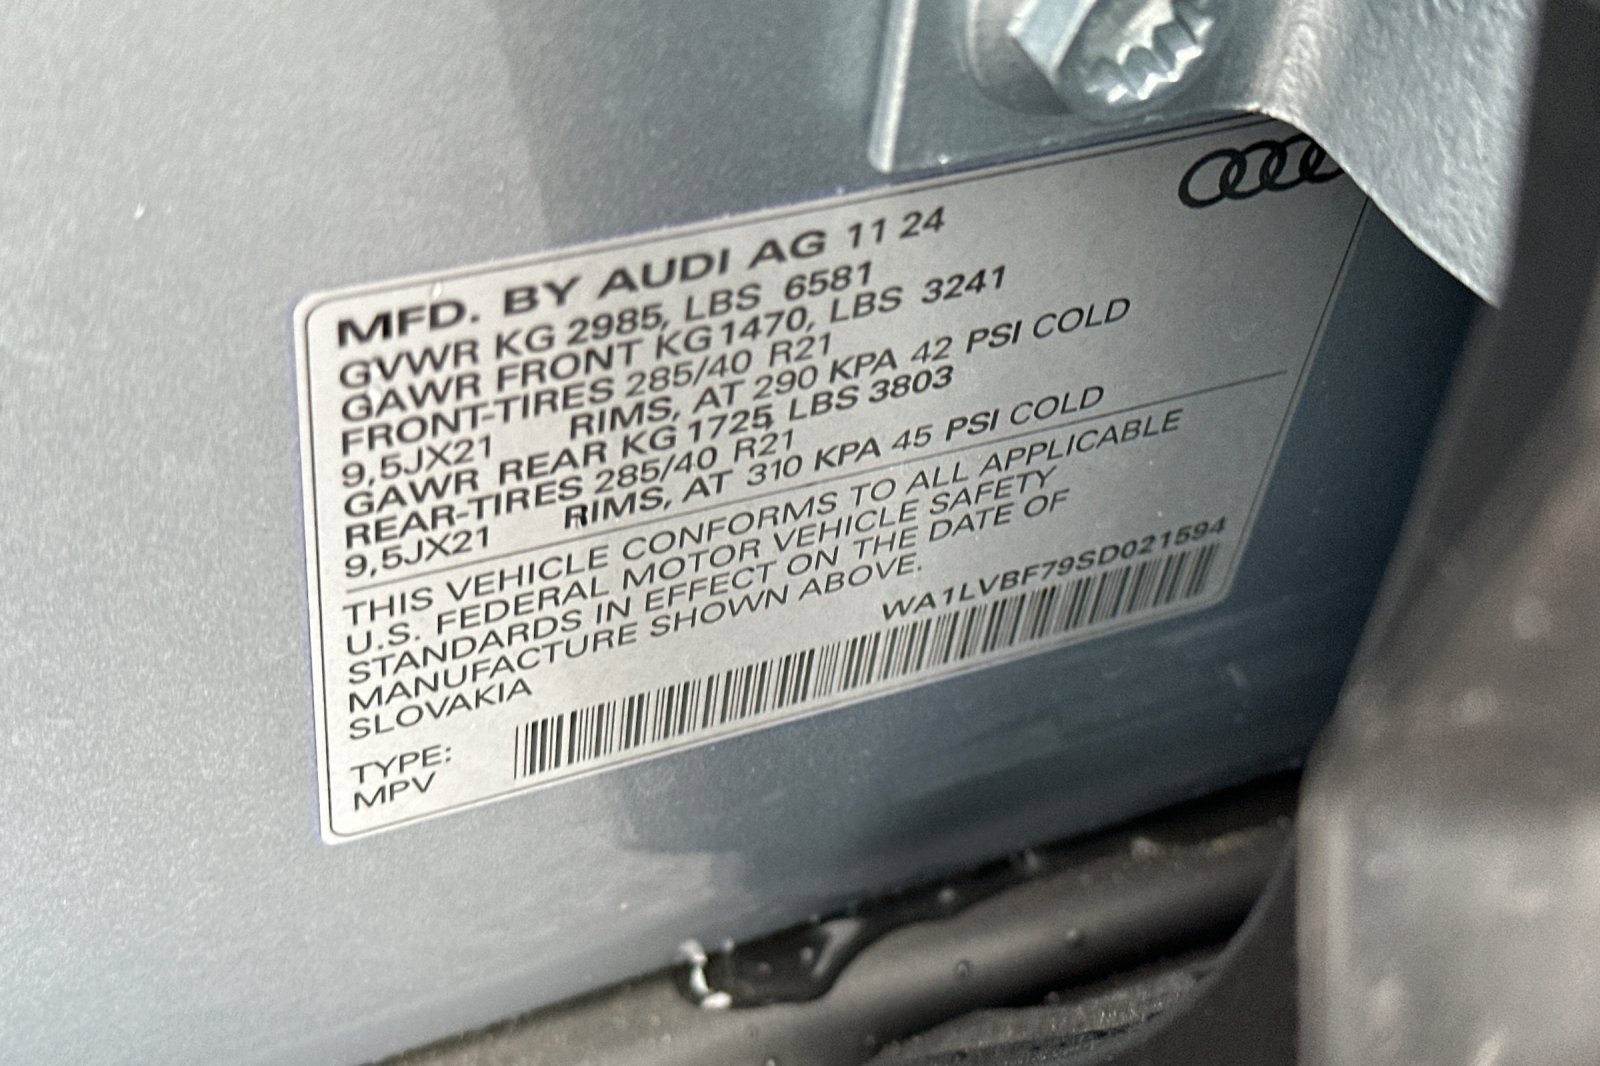 MFD. BY AUDI AG 11 24
GVWR KG 2985, LBS 6581
GAWR FRONT KG 1470, LBS 3241
FRONT-TIRES 285/40 R21
9,5JX21 RIMS, AT 290 KPA 42 PSI COLD
GAWR REAR KG 1725, LBS 3803
REAR-TIRES 285/40 R21
9,5JX21 RIMS, AT 310 KPA 45 PSI COLD
THIS VEHICLE CONFORMS TO ALL APPLICABLE
U.S. FEDERAL MOTOR VEHICLE SAFETY
STANDARDS IN EFFECT ON THE DATE OF
MANUFACTURE SHOWN ABOVE.
SLOVAKIA
WA1LVBF79SD021594
TYPE:
MPV